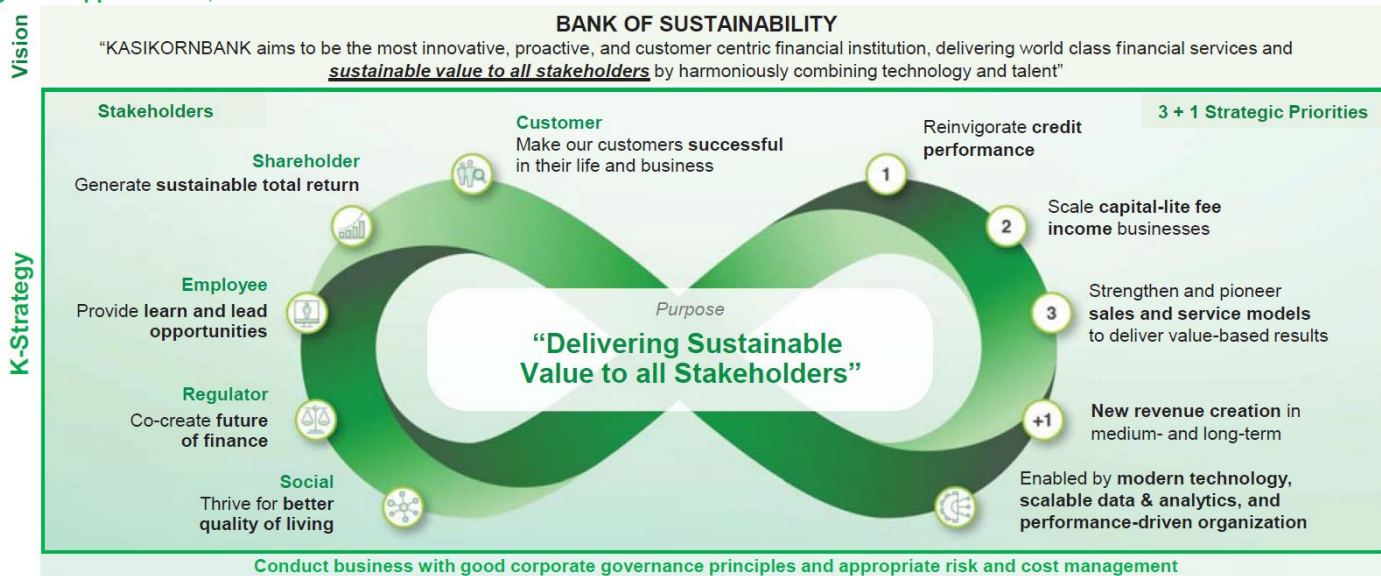 Vision
BANK OF SUSTAINABILITY
“KASIKORNBANK aims to be the most innovative, proactive, and customer centric financial institution, delivering world class financial services and
sustainable value to all stakeholders by harmoniously combining technology and talent”
K-Strategy
Stakeholders
Customer
Make our customers successful
in their life and business
Shareholder
Generate sustainable total return
Employee
Provide learn and lead
opportunities
Regulator
Co-create future
of finance
Social
Thrive for better
quality of living
Purpose
“Delivering Sustainable
Value to all Stakeholders”
3 + 1 Strategic Priorities
1
Reinvigorate credit
performance
2
Scale capital-lite fee
income businesses
3
Strengthen and pioneer
sales and service models
to deliver value-based results
+1
New revenue creation in
medium- and long-term
Enabled by modern technology,
scalable data & analytics, and
performance-driven organization
Conduct business with good corporate governance principles and appropriate risk and cost management